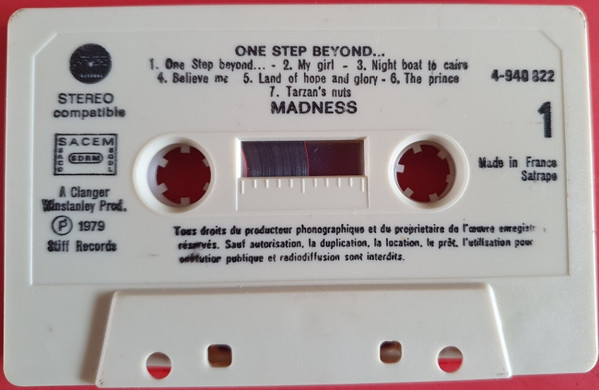 ONE STEP BEYOND...
1. One Step beyond... - 2. My girl - 3. Night boat to cairo
4. Believe me 5. Land of hope and glory - 6. The prince
7. Tarzan's nuts
MADNESS
STEREO
compatible
4-940 822
1
SACEM
SDRM
A Clanger
Winstanley Prod.
Ⓟ 1979
Stiff Records
Made in France
Satrape
Tous droits du producteur phonographique et du propriétaire de l'œuvre enregistr
réservés. Sauf autorisation, la duplication, la location, le prêt, l'utilisation pour
exécution publique et radiodiffusion sont interdits.